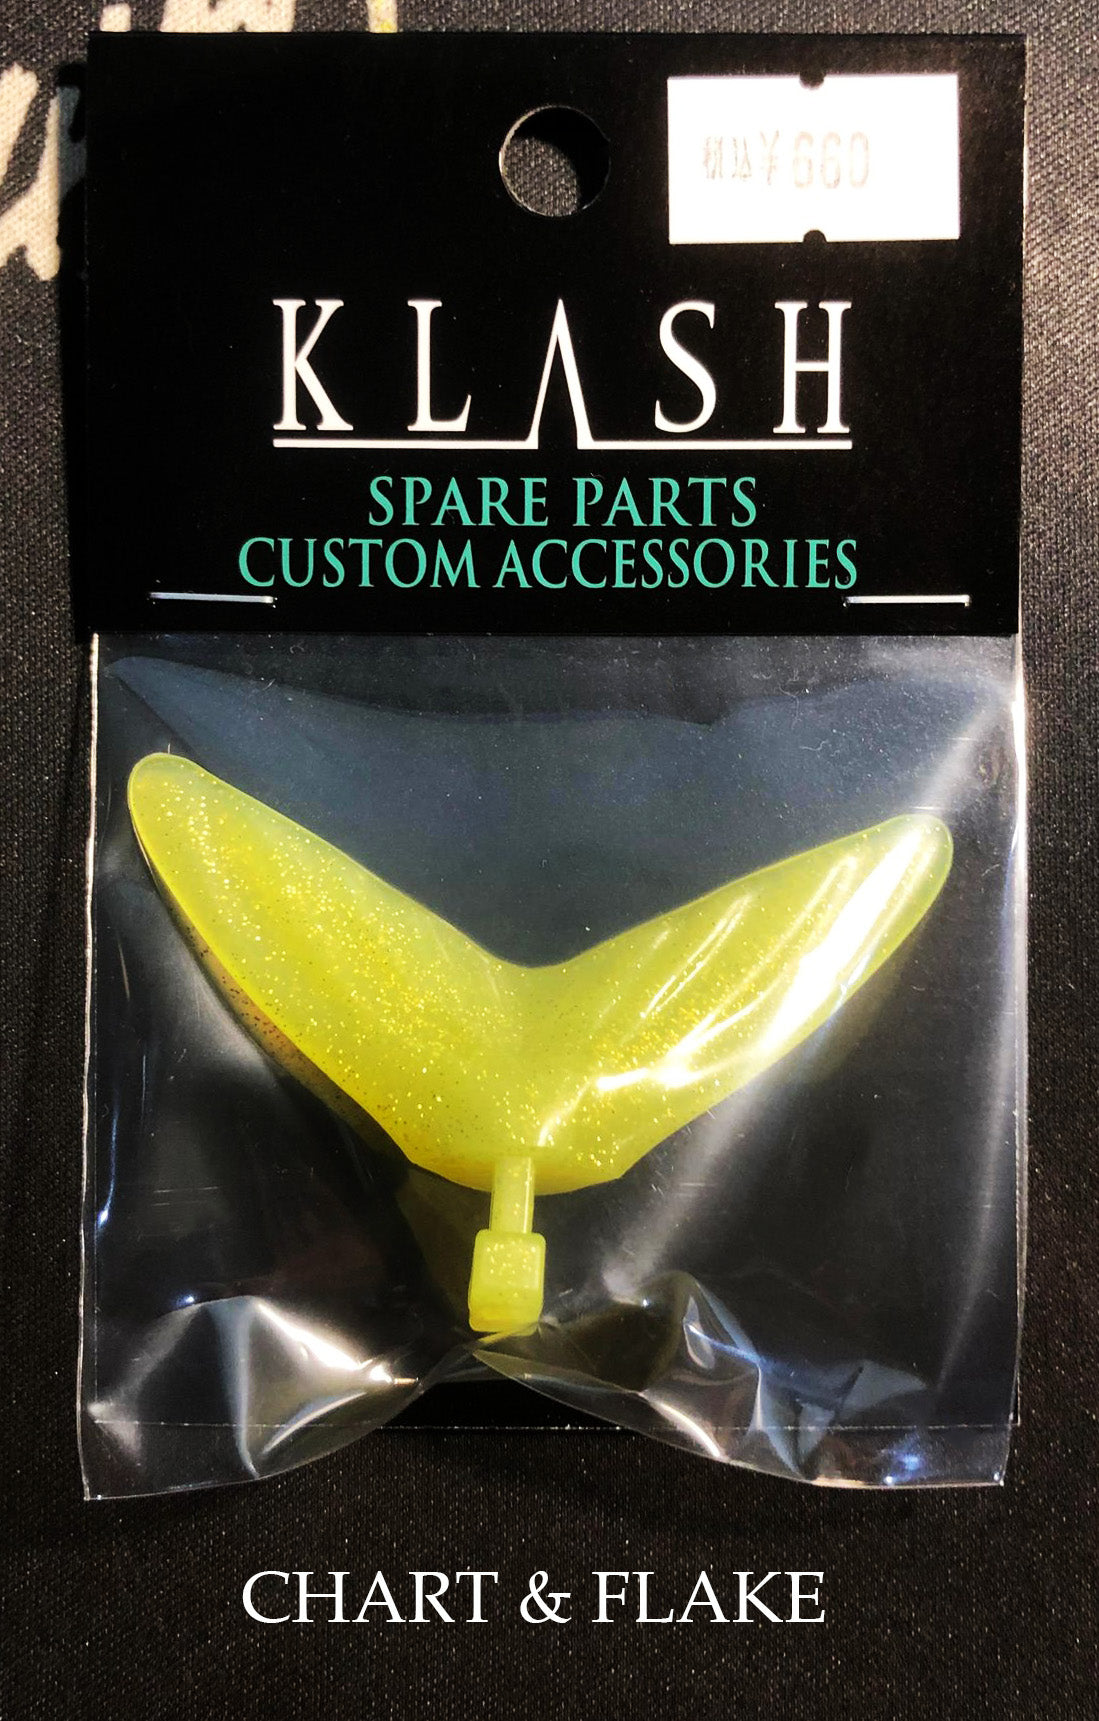 税込¥660
KLASH
SPARE PARTS
CUSTOM ACCESSORIES
CHART & FLAKE